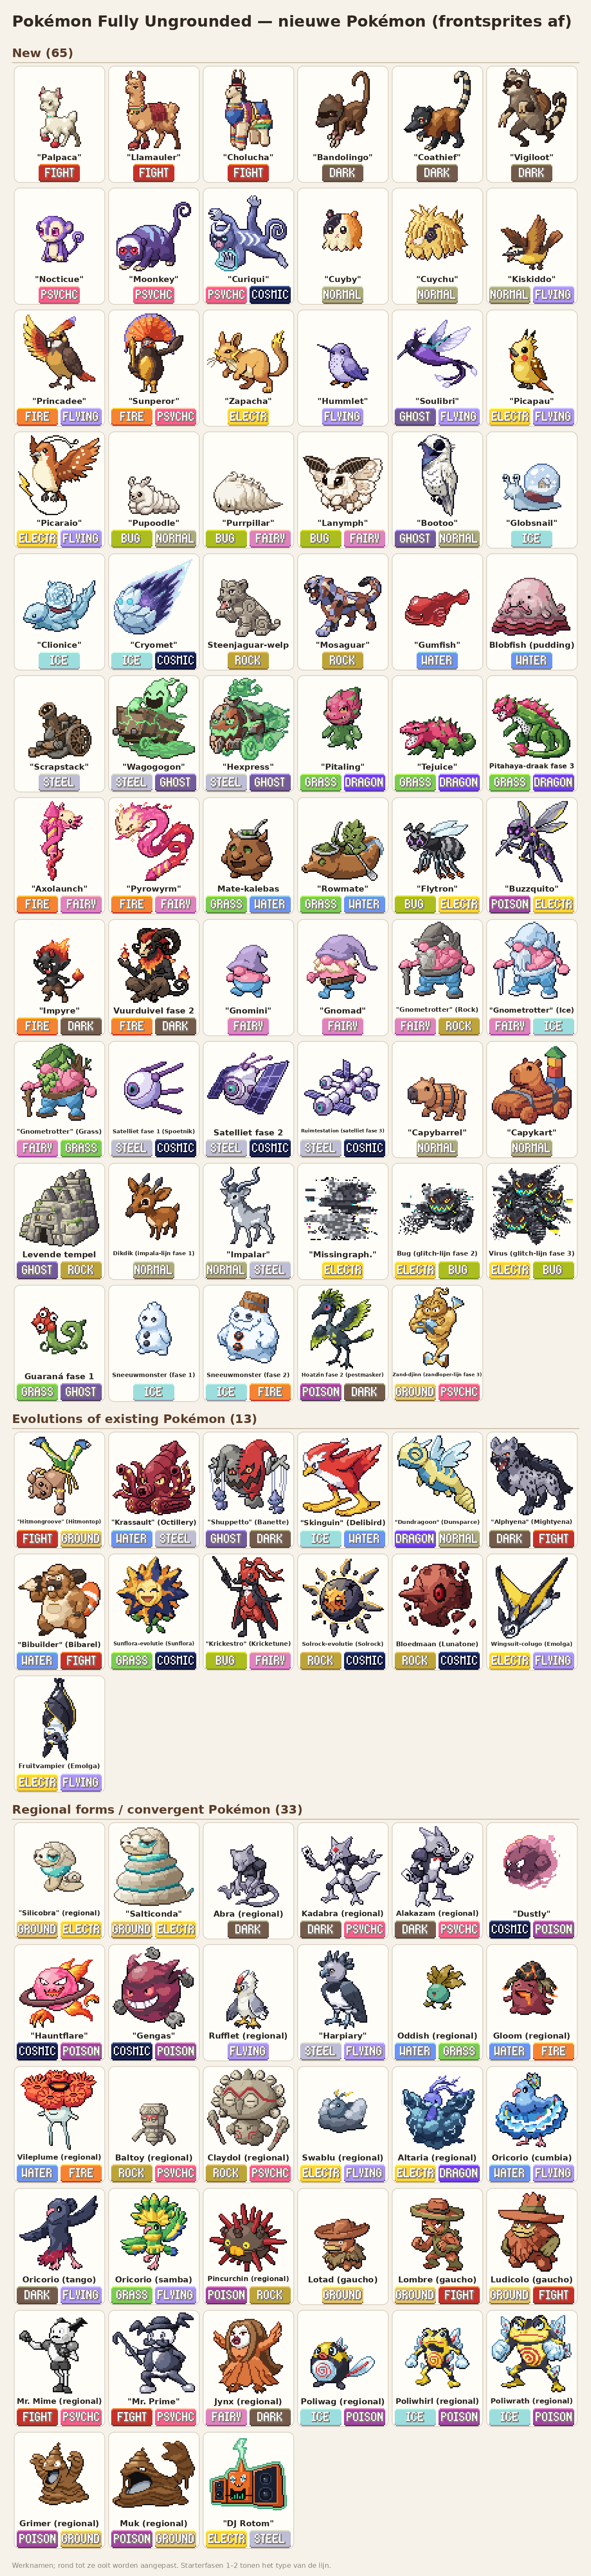 Pokémon Fully Ungrounded — nieuwe Pokémon (frontsprites af)
New (65)
"Palpaca" "Llamauler" "Cholucha" "Bandolingo" "Coathief" "Vigiloot"
FIGHT FIGHT FIGHT DARK DARK DARK
"Nocticue" "Moonkey" "Curiqui" "Cuyby" "Cuychu" "Kiskiddo"
PSYCHC PSYCHC PSYCHC COSMIC NORMAL NORMAL NORMAL FLYING
"Princadee" "Sunperor" "Zapacha" "Hummlet" "Soulibri" "Picapau"
FIRE FLYING FIRE PSYCHC ELECTR FLYING GHOST FLYING ELECTR FLYING
"Picaraio" "Pupoodle" "Purrpillar" "Lanymph" "Bootoo" "Globsnail"
ELECTR FLYING BUG NORMAL BUG FAIRY BUG FAIRY GHOST NORMAL ICE
"Clionice" "Cryomet" Steenjaguar-welp "Mosaguar" "Gumfish" Blobfish (pudding)
ICE ICE COSMIC ROCK ROCK WATER WATER
"Scrapstack" "Wagogogon" "Hexpress" "Pitaling" "Tejuice" Pitahaya-draak fase 3
STEEL STEEL GHOST STEEL GHOST GRASS DRAGON GRASS DRAGON GRASS DRAGON
"Axolaunch" "Pyrowyrm" Mate-kalebas "Rowmate" "Flytron" "Buzzquito"
FIRE FAIRY FIRE FAIRY GRASS WATER GRASS WATER BUG ELECTR POISON ELECTR
"Impyre" Vuurduivel fase 2 "Gnomini" "Gnomad" "Gnometrotter" (Rock) "Gnometrotter" (Ice)
FIRE DARK FIRE DARK FAIRY FAIRY FAIRY ROCK FAIRY ICE
"Gnometrotter" (Grass) Satelliet fase 1 (Spoetnik) Satelliet fase 2 Ruimtestation (satelliet fase 3) "Capybarrel" "Capykart"
FAIRY GRASS STEEL COSMIC STEEL COSMIC STEEL COSMIC NORMAL NORMAL
Levende tempel Dikdik (impala-lijn fase 1) "Impalar" "Missingraph." Bug (glitch-lijn fase 2) Virus (glitch-lijn fase 3)
GHOST ROCK NORMAL NORMAL STEEL ELECTR ELECTR BUG ELECTR BUG
Guaraná fase 1 Sneeuwmonster (fase 1) Sneeuwmonster (fase 2) Hoatzin fase 2 (pestmasker) Zand-djinn (zandloper-lijn fase 3)
GRASS GHOST ICE ICE FIRE POISON DARK GROUND PSYCHC
Evolutions of existing Pokémon (13)
"Hitmongroove" (Hitmontop) "Krassault" (Octillery) "Shuppetto" (Banette) "Skinguin" (Delibird) "Dundragoon" (Dunsparce) "Alphyena" (Mightyena)
FIGHT GROUND WATER STEEL GHOST DARK ICE WATER DRAGON NORMAL DARK FIGHT
"Bibuilder" (Bibarel) Sunflora-evolutie (Sunflora) "Krickestro" (Kricketune) Solrock-evolutie (Solrock) Bloedmaan (Lunatone) Wingsuit-colugo (Emolga)
WATER FIGHT GRASS COSMIC BUG FAIRY ROCK COSMIC ROCK COSMIC ELECTR FLYING
Fruitvampier (Emolga)
ELECTR FLYING
Regional forms / convergent Pokémon (33)
"Silicobra" (regional) "Salticonda" Abra (regional) Kadabra (regional) Alakazam (regional) "Dustly"
GROUND ELECTR GROUND ELECTR DARK DARK PSYCHC DARK PSYCHC COSMIC POISON
"Hauntflare" "Gengas" Rufflet (regional) "Harpiary" Oddish (regional) Gloom (regional)
COSMIC POISON COSMIC POISON FLYING STEEL FLYING WATER GRASS WATER FIRE
Vileplume (regional) Baltoy (regional) Claydol (regional) Swablu (regional) Altaria (regional) Oricorio (cumbia)
WATER FIRE ROCK PSYCHC ROCK PSYCHC ELECTR FLYING ELECTR DRAGON WATER FLYING
Oricorio (tango) Oricorio (samba) Pincurchin (regional) Lotad (gaucho) Lombre (gaucho) Ludicolo (gaucho)
DARK FLYING GRASS FLYING POISON ROCK GROUND GROUND FIGHT GROUND FIGHT
Mr. Mime (regional) "Mr. Prime" Jynx (regional) Poliwag (regional) Poliwhirl (regional) Poliwrath (regional)
FIGHT PSYCHC FIGHT PSYCHC FAIRY DARK ICE POISON ICE POISON ICE POISON
Grimer (regional) Muk (regional) "DJ Rotom"
POISON GROUND POISON GROUND ELECTR STEEL
Werknamen; rond tot ze ooit worden aangepast. Starterfasen 1–2 tonen het type van de lijn.